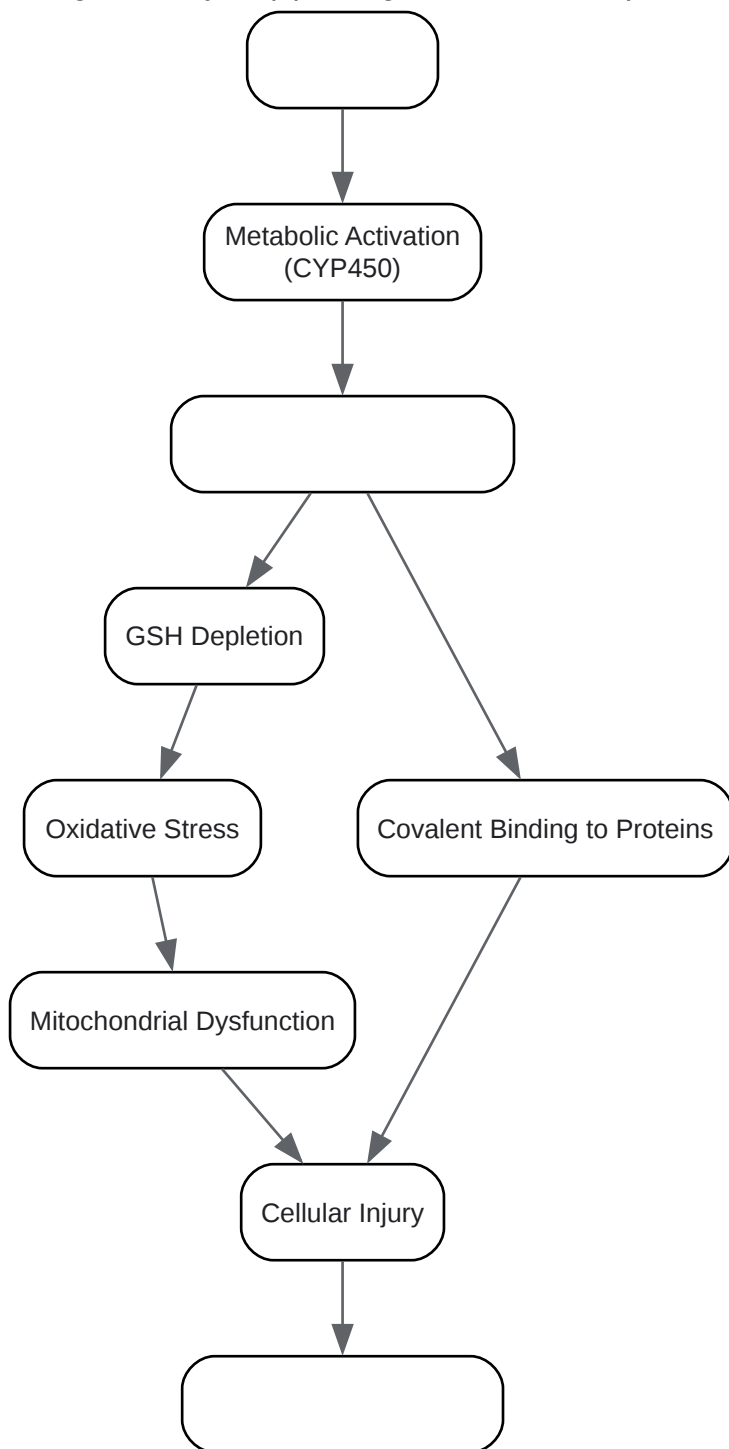 Metabolic Activation
(CYP450)
GSH Depletion
Oxidative Stress
Covalent Binding to Proteins
Mitochondrial Dysfunction
Cellular Injury